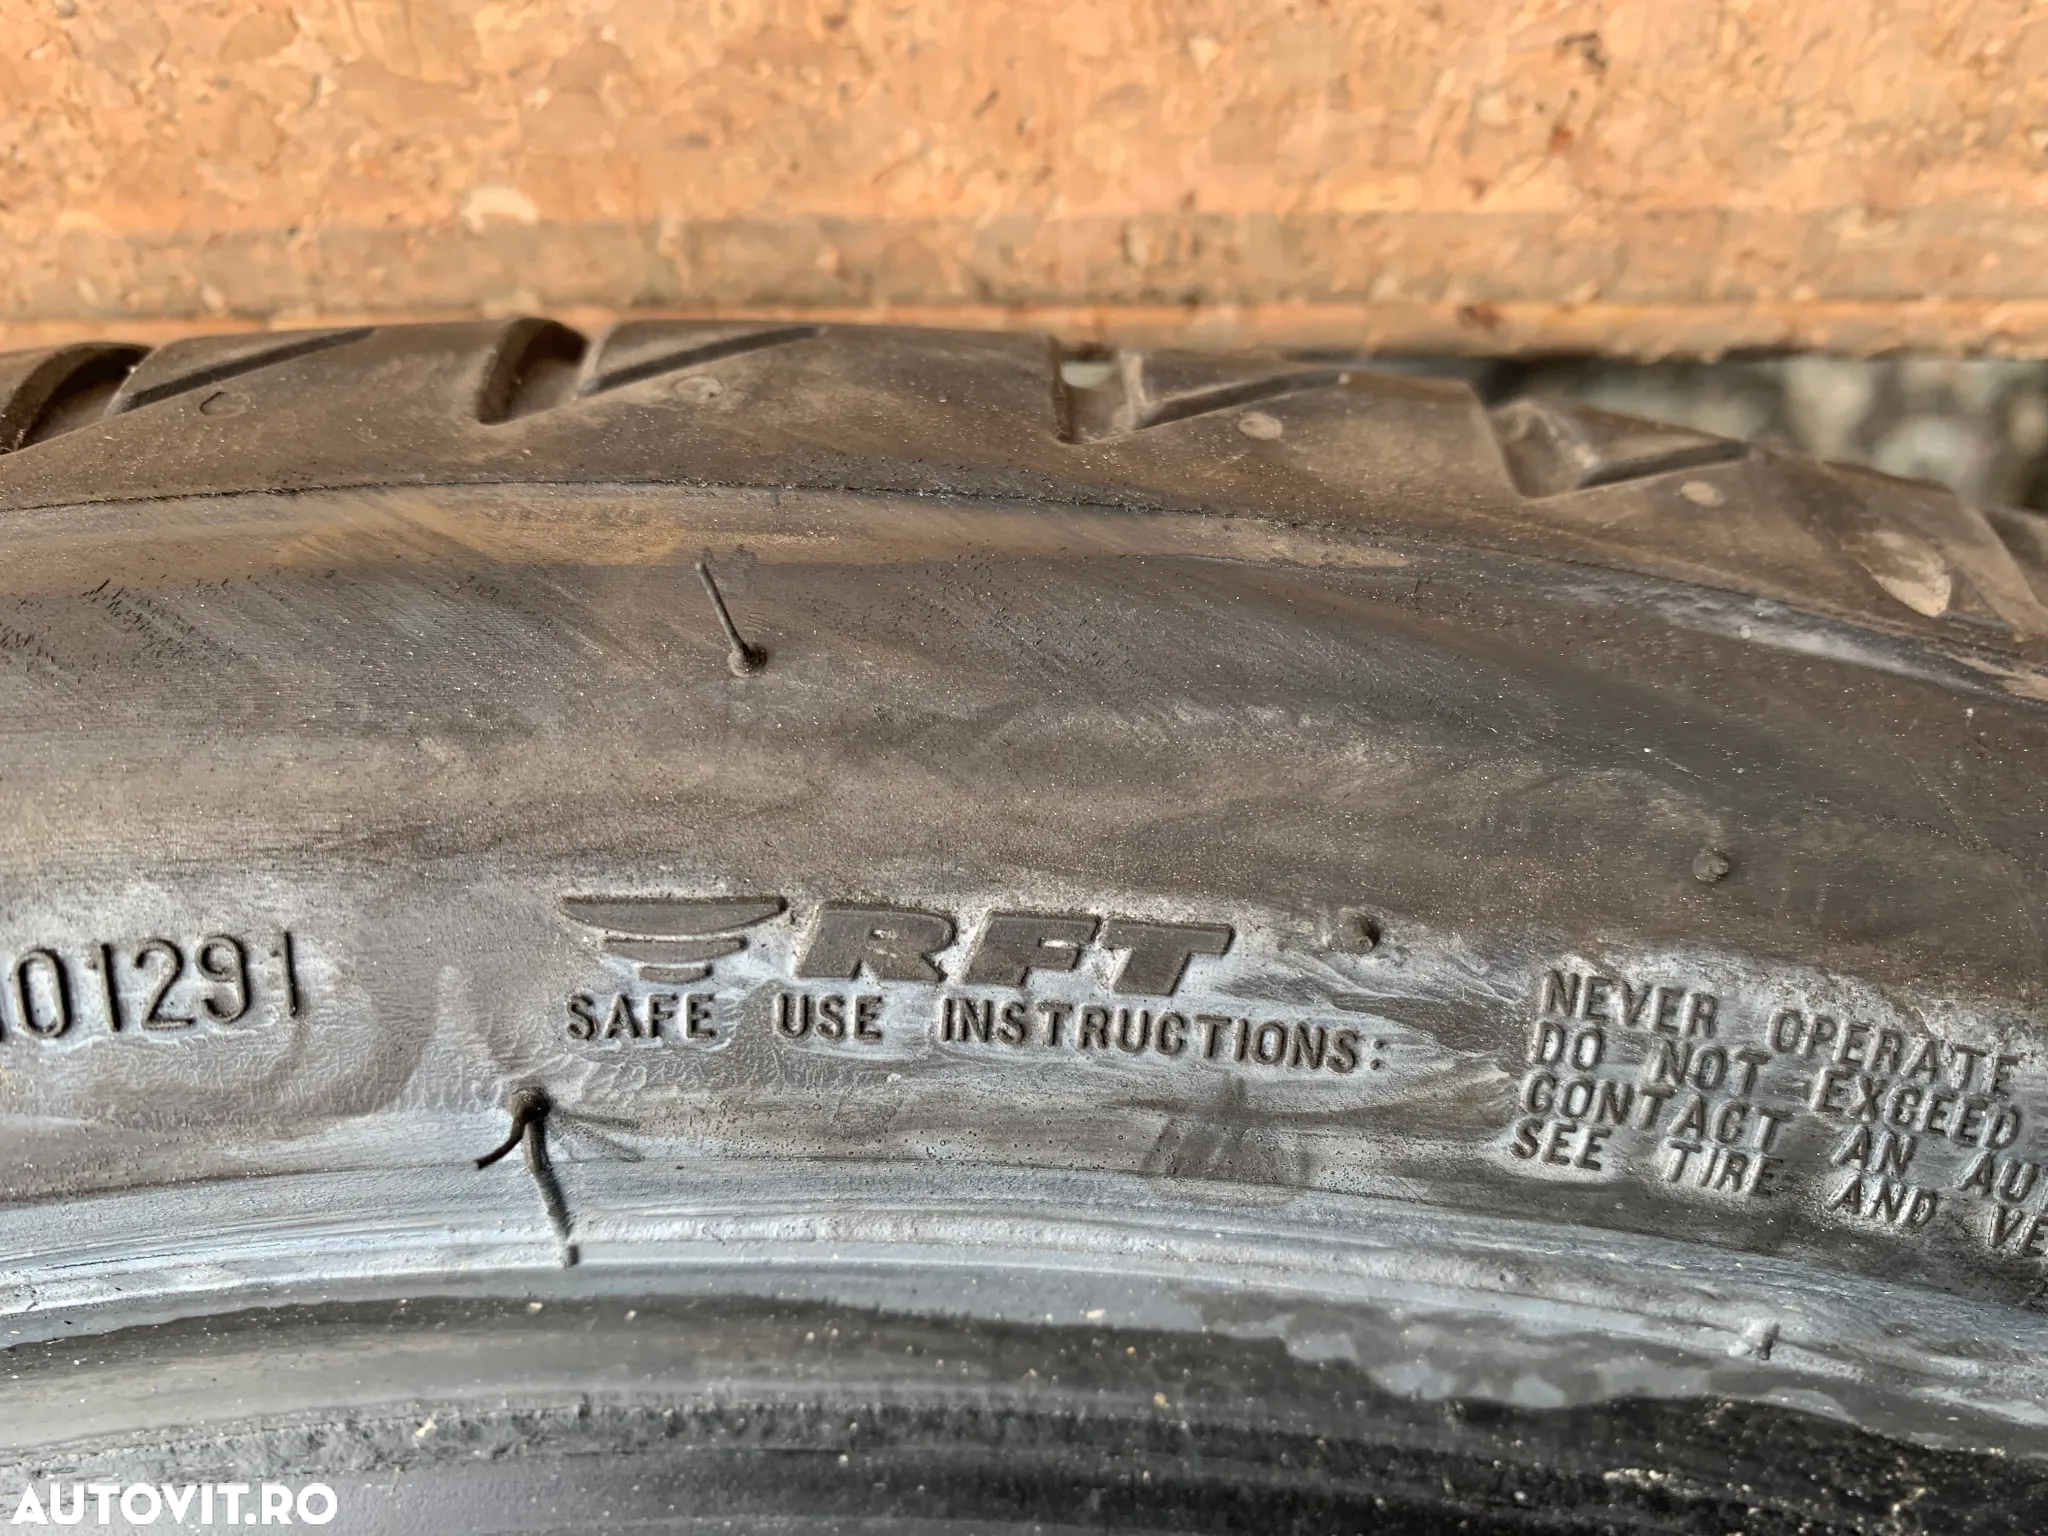 01291
RFT
SAFE USE INSTRUCTIONS:
NEVER OPERATE
DO NOT EXCEED
CONTACT AN
SEE TIRE AND
AUTOVIT.RO